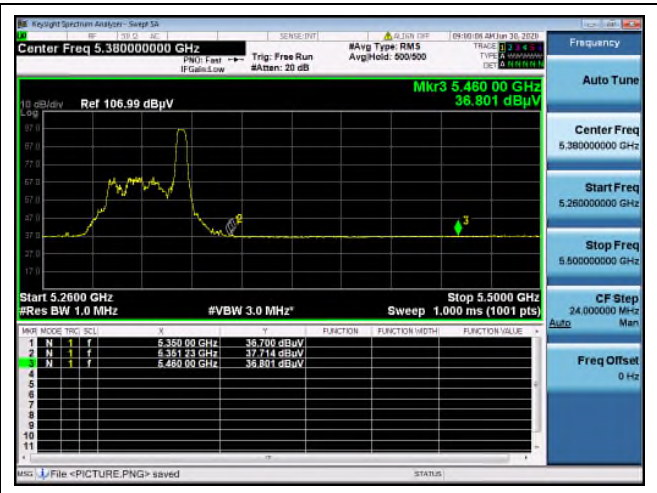 Keysight Spectrum Analyzer - Swept SA
RF 50 Ω AC SENSE:INT ALIGN OFF 09:00:08 AM Jun 30, 2020
Center Freq 5.380000000 GHz
PNO: Fast
IFGain:Low
Trig: Free Run
#Atten: 20 dB
#Avg Type: RMS
Avg|Hold: 500/500
TRACE 1 2 3 4 5 6
TYPE A WWWWW
DET A N N N N N
Mkr3 5.460 00 GHz
36.801 dBµV
10 dB/div Ref 106.99 dBµV
Log
97.0
87.0
77.0
67.0
57.0
47.0
37.0
27.0
17.0
2
3
Start 5.2600 GHz Stop 5.5000 GHz
#Res BW 1.0 MHz #VBW 3.0 MHz* Sweep 1.000 ms (1001 pts)
MKR MODE TRC SCL X Y FUNCTION FUNCTION WIDTH FUNCTION VALUE
1 N 1 f 5.350 00 GHz 36.700 dBuV
2 N 1 f 5.351 23 GHz 37.714 dBuV
3 N 1 f 5.460 00 GHz 36.801 dBuV
4
5
6
7
8
9
10
11
MSG File <PICTURE.PNG> saved STATUS
Frequency
Auto Tune
Center Freq
5.380000000 GHz
Start Freq
5.260000000 GHz
Stop Freq
5.500000000 GHz
CF Step
24.000000 MHz
Auto Man
Freq Offset
0 Hz